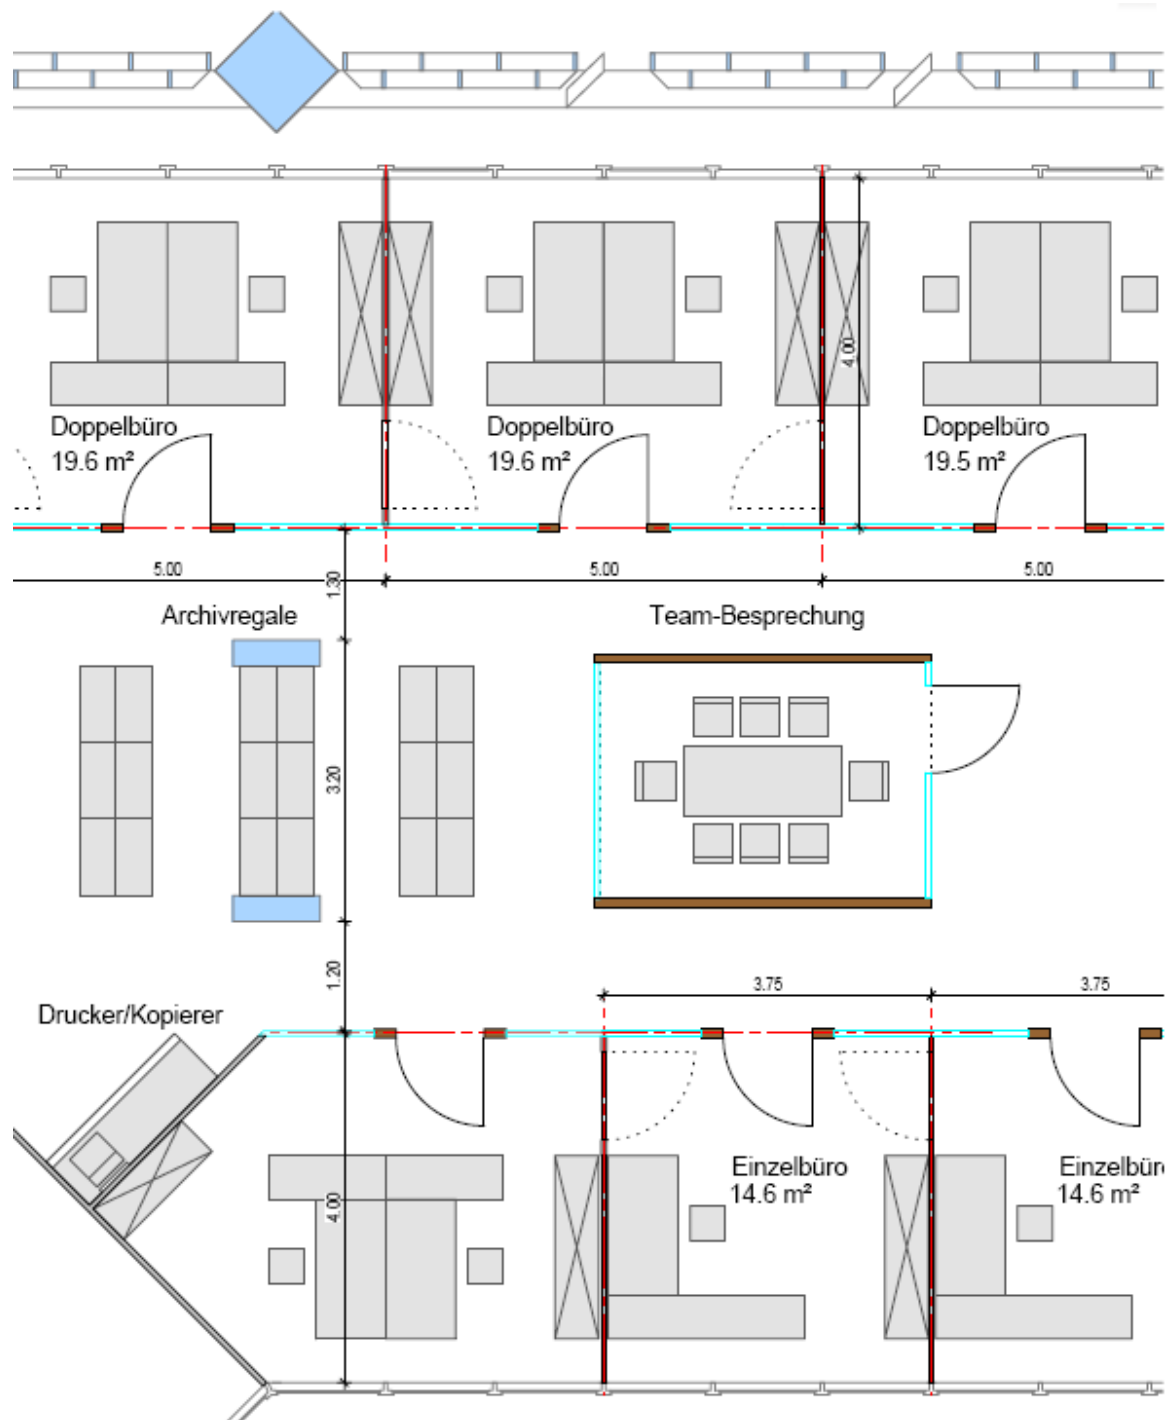 4.00
Doppelbüro
19.6 m²
Doppelbüro
19.6 m²
Doppelbüro
19.5 m²
5.00
5.00
5.00
1.30
Archivregale
Team-Besprechung
3.20
1.20
3.75
3.75
Drucker/Kopierer
4.00
Einzelbüro
14.6 m²
Einzelbür
14.6 m²